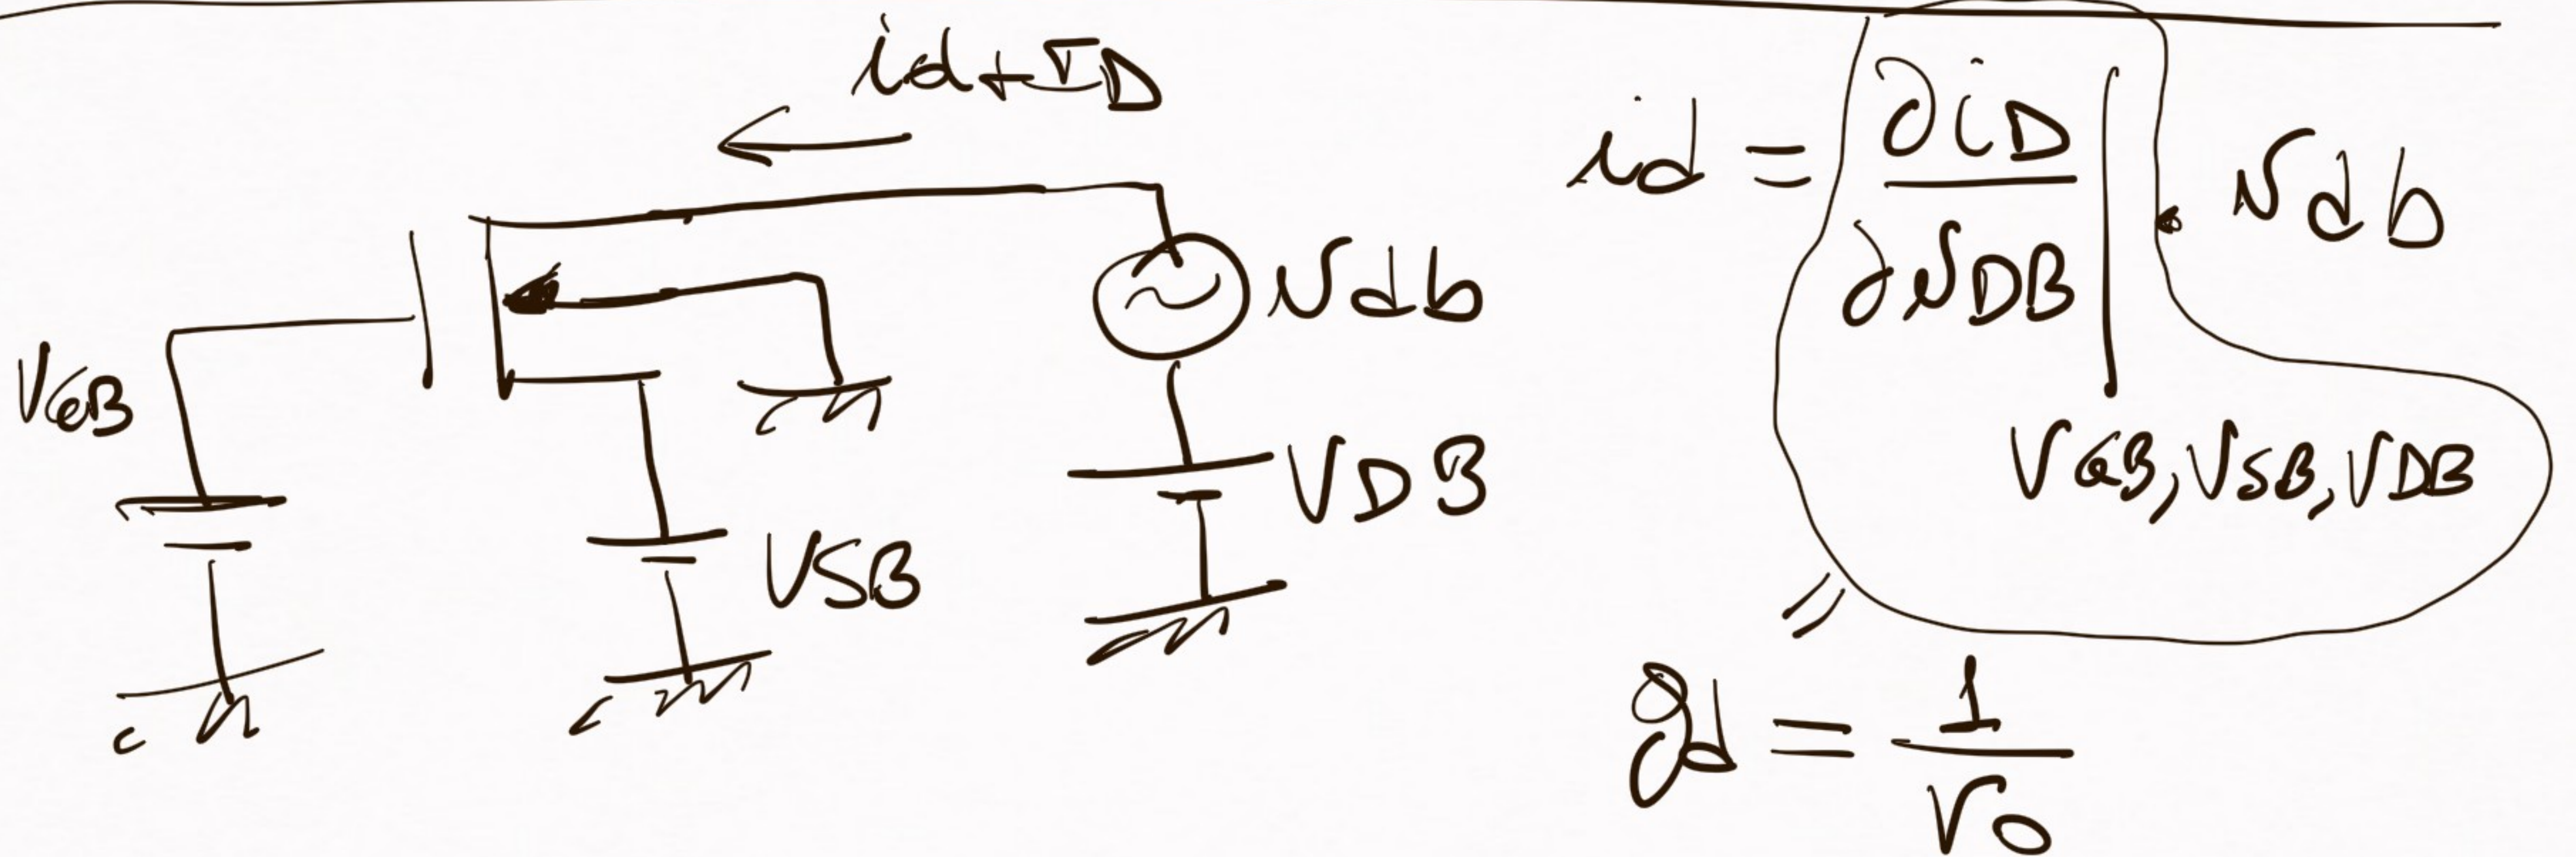 id + ID
id = ∂iD / ∂vDB | VGB, VSB, VDB · vdb
VGB
vdb
VDB
VSB
gd = 1 / ro